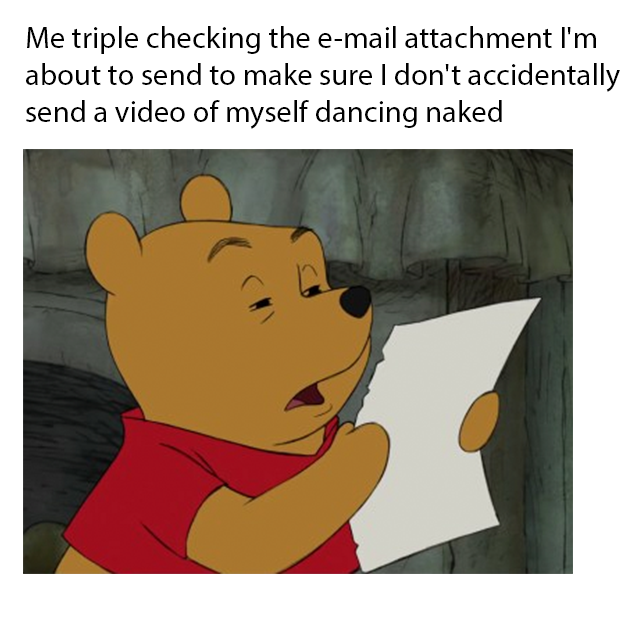 Me triple checking the e-mail attachment I'm
about to send to make sure I don't accidentally
send a video of myself dancing naked